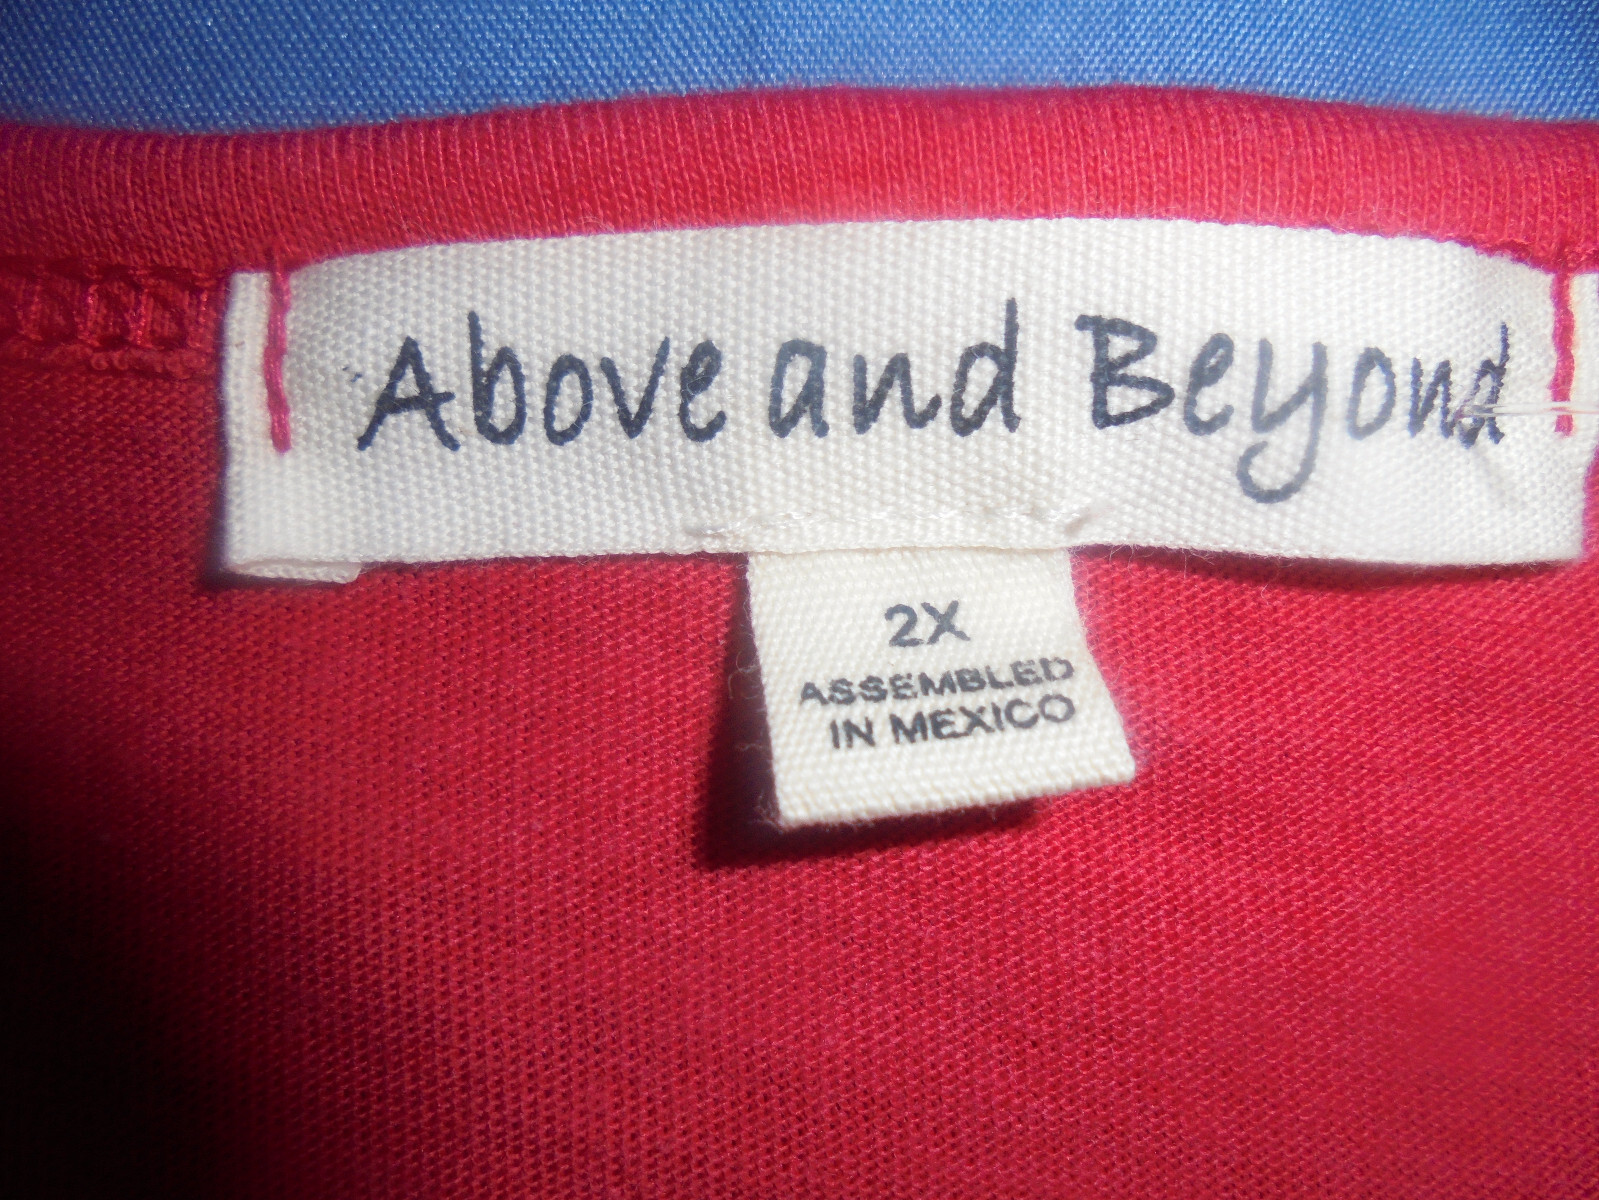 Above and Beyond
2X
ASSEMBLED
IN MEXICO